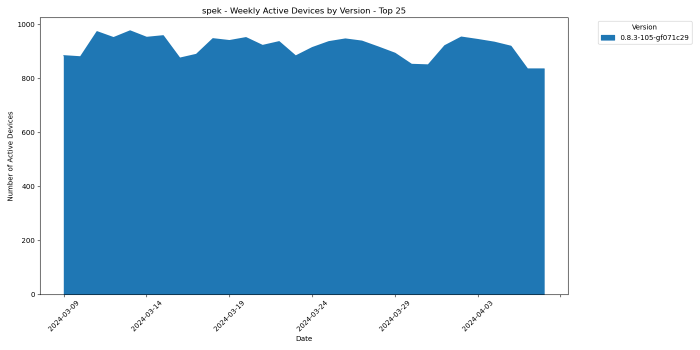 spek - Weekly Active Devices by Version - Top 25
Version
0.8.3-105-gf071c29
Number of Active Devices
1000
800
600
400
200
0
2024-03-09
2024-03-14
2024-03-19
2024-03-24
2024-03-29
2024-04-03
Date